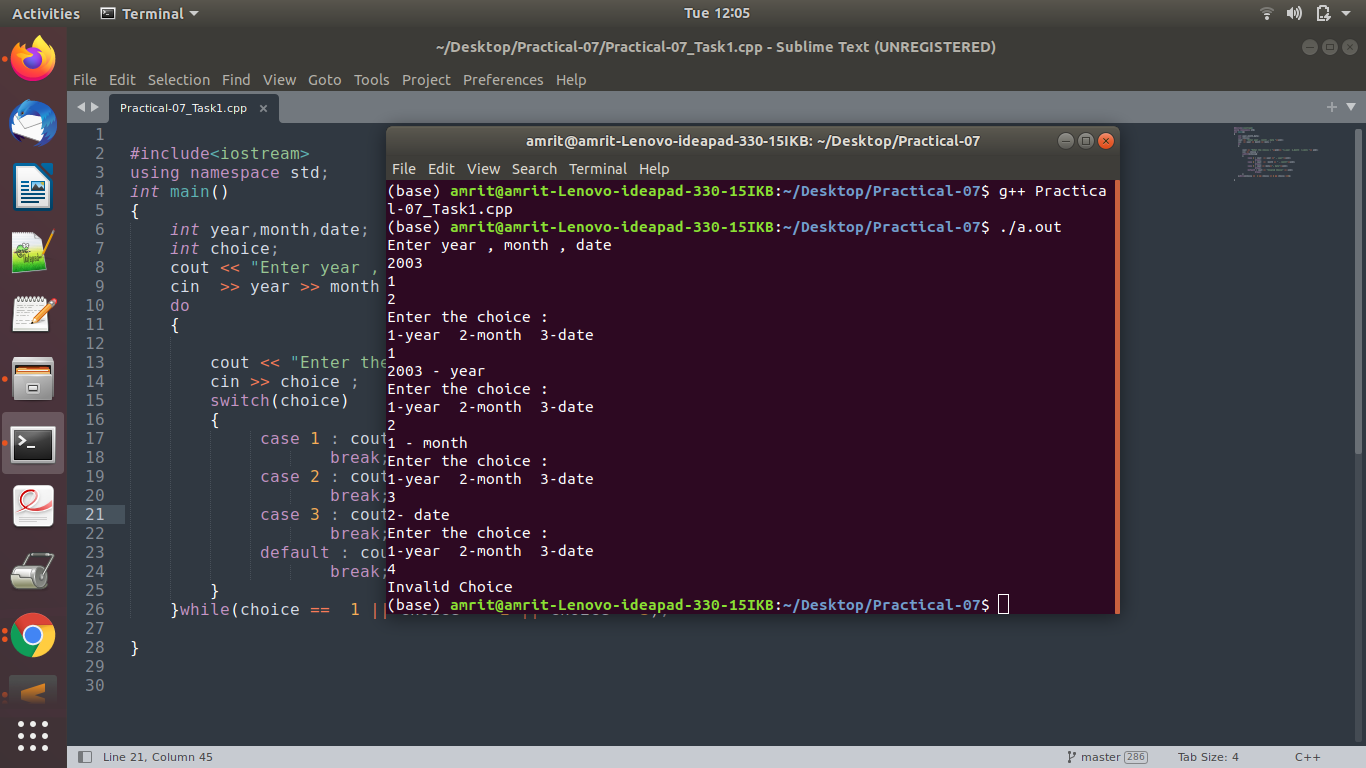 Activities Terminal Tue 12:05
~/Desktop/Practical-07/Practical-07_Task1.cpp - Sublime Text (UNREGISTERED)
File Edit Selection Find View Goto Tools Project Preferences Help
Practical-07_Task1.cpp ×
1
2 #include<iostream>
3 using namespace std;
4 int main()
5 {
6 int year,month,date;
7 int choice;
8 cout << "Enter year ,
9 cin >> year >> month
10 do
11 {
12
13 cout << "Enter the
14 cin >> choice ;
15 switch(choice)
16 {
17 case 1 : cout
18 break;
19 case 2 : cout
20 break;
21 case 3 : cout
22 break;
23 default : cou
24 break;
25 }
26 }while(choice == 1 ||
27
28 }
29
30
amrit@amrit-Lenovo-ideapad-330-15IKB: ~/Desktop/Practical-07
File Edit View Search Terminal Help
(base) amrit@amrit-Lenovo-ideapad-330-15IKB:~/Desktop/Practical-07$ g++ Practica
l-07_Task1.cpp
(base) amrit@amrit-Lenovo-ideapad-330-15IKB:~/Desktop/Practical-07$ ./a.out
Enter year , month , date
2003
1
2
Enter the choice :
1-year 2-month 3-date
1
2003 - year
Enter the choice :
1-year 2-month 3-date
2
1 - month
Enter the choice :
1-year 2-month 3-date
3
2- date
Enter the choice :
1-year 2-month 3-date
4
Invalid Choice
(base) amrit@amrit-Lenovo-ideapad-330-15IKB:~/Desktop/Practical-07$
Line 21, Column 45 master 286 Tab Size: 4 C++